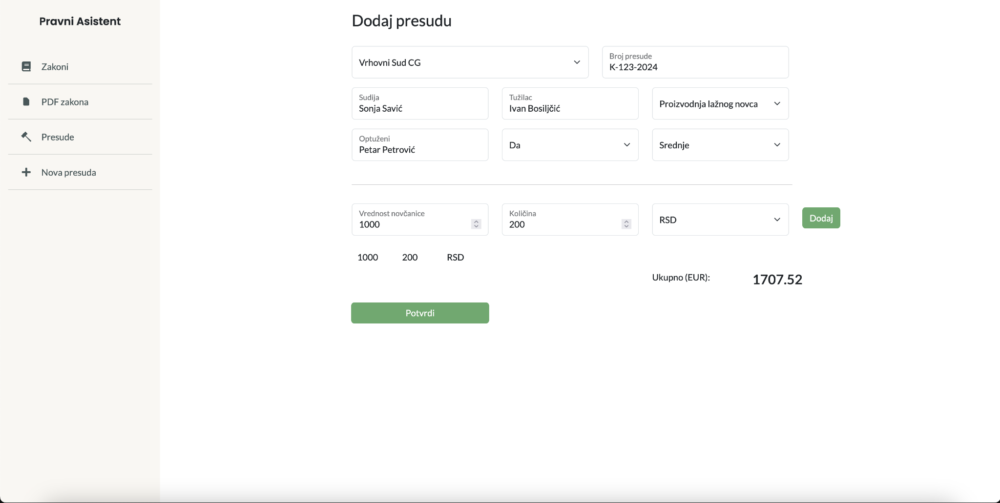 Pravni Asistent
Zakoni
PDF zakona
Presude
Nova presuda
Dodaj presudu
Vrhovni Sud CG
Broj presude
K-123-2024
Sudija
Sonja Savić
Tužilac
Ivan Bosiljčić
Proizvodnja lažnog novca
Optuženi
Petar Petrović
Da
Srednje
Vrednost novčanice
1000
Količina
200
RSD
Dodaj
1000 200 RSD
Ukupno (EUR): 1707.52
Potvrdi